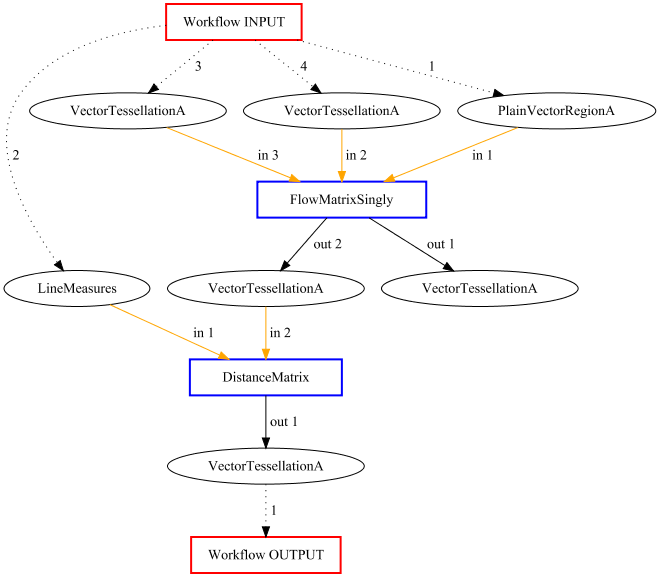 Workflow INPUT
3
4
1
VectorTessellationA
VectorTessellationA
PlainVectorRegionA
2
in 3
in 2
in 1
FlowMatrixSingly
out 2
out 1
LineMeasures
VectorTessellationA
VectorTessellationA
in 1
in 2
DistanceMatrix
out 1
VectorTessellationA
1
Workflow OUTPUT